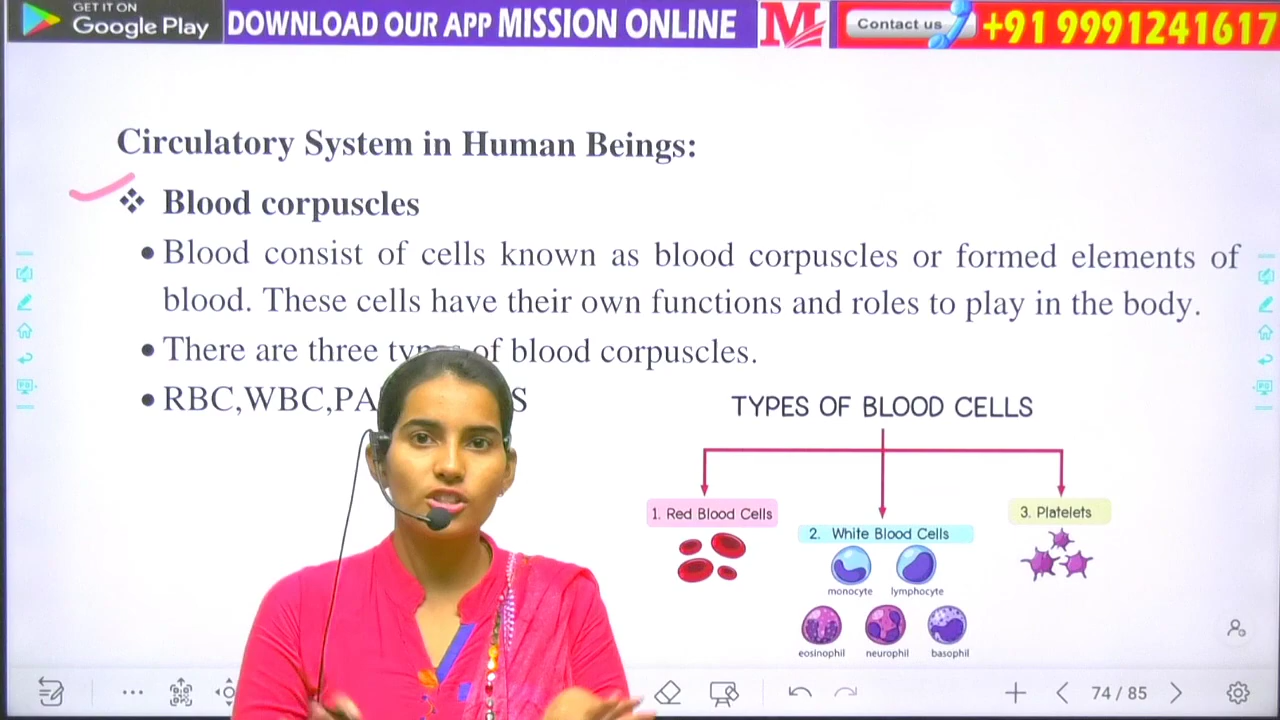 GET IT ON
Google Play
DOWNLOAD OUR APP MISSION ONLINE
M
Contact us
+91 9991241617
Circulatory System in Human Beings:
❖ Blood corpuscles
• Blood consist of cells known as blood corpuscles or formed elements of
blood. These cells have their own functions and roles to play in the body.
• There are three of blood corpuscles.
• RBC,WBC,
TYPES OF BLOOD CELLS
1. Red Blood Cells
2. White Blood Cells
3. Platelets
monocyte lymphocyte
eosinophil neurophil basophil
74 / 85